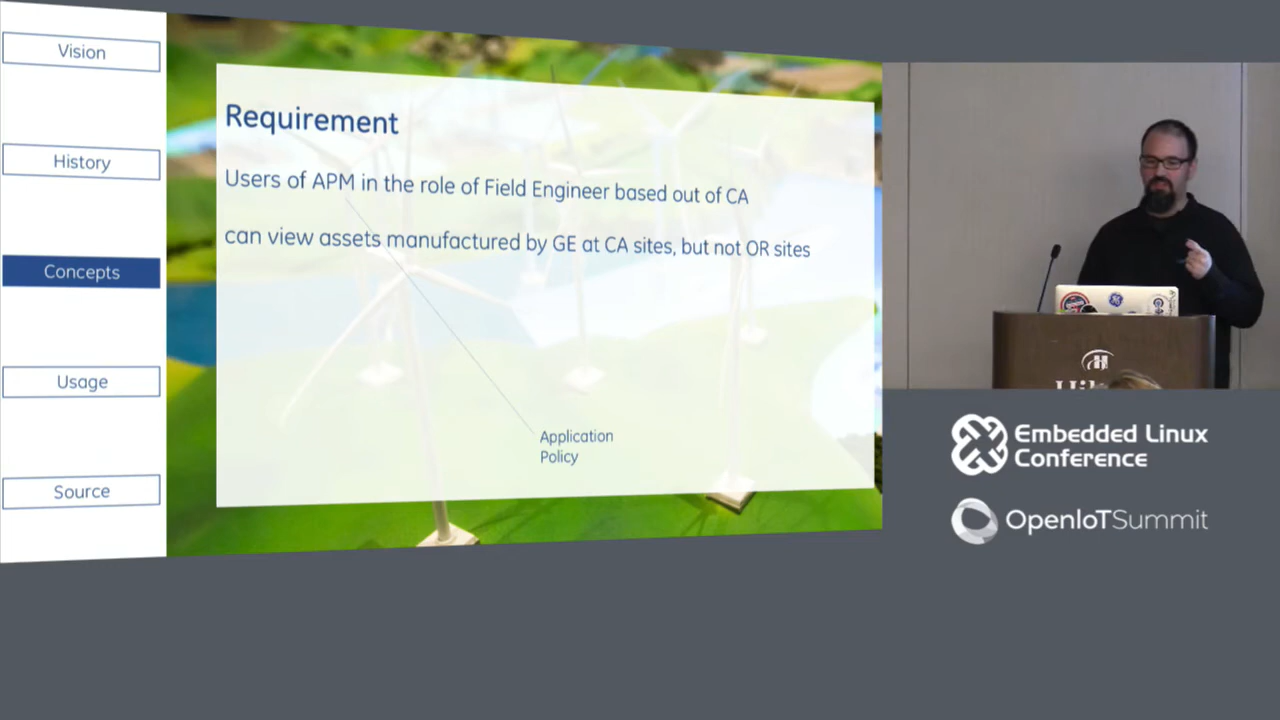 Vision
History
Concepts
Usage
Source
Requirement
Users of APM in the role of Field Engineer based out of CA
can view assets manufactured by GE at CA sites, but not OR sites
Application
Policy
Embedded Linux
Conference
OpenIoTSummit